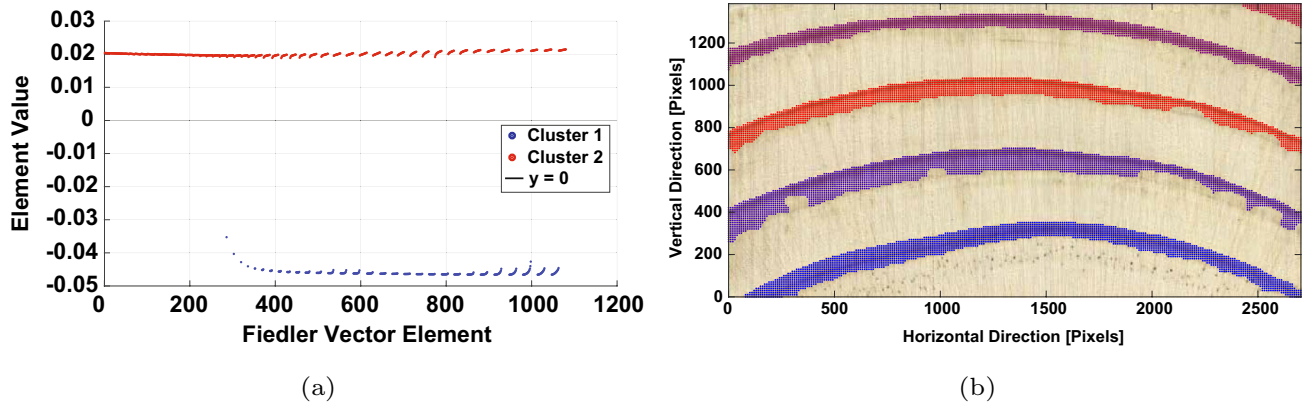 0.03
0.02
0.01
0
-0.01
-0.02
-0.03
-0.04
-0.05
Element Value
0 200 400 600 800 1000 1200
Fiedler Vector Element
Cluster 1
Cluster 2
y = 0
(a)
1200
1000
800
600
400
200
0
Vertical Direction [Pixels]
0 500 1000 1500 2000 2500
Horizontal Direction [Pixels]
(b)